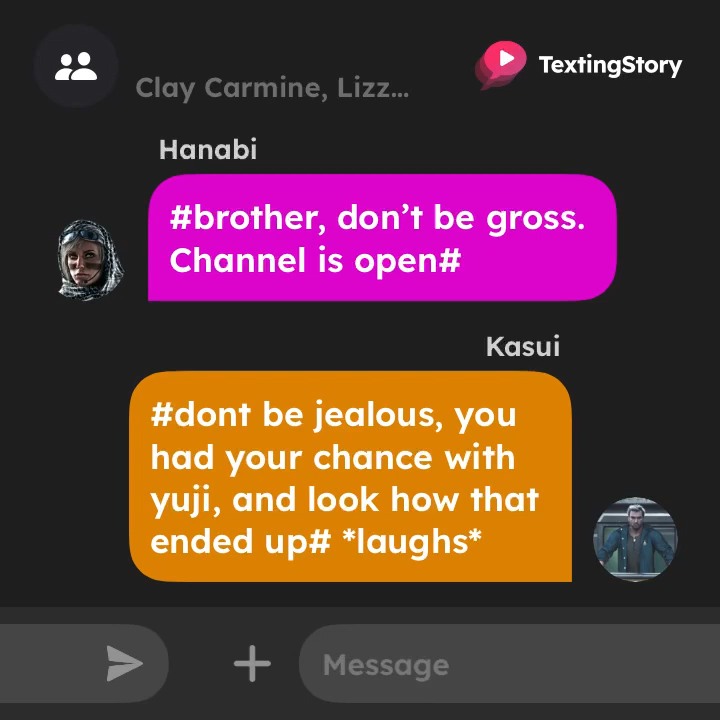 TextingStory
Clay Carmine, Lizz...
Hanabi
#brother, don’t be gross.
Channel is open#
Kasui
#dont be jealous, you
had your chance with
yuji, and look how that
ended up# *laughs*
Message